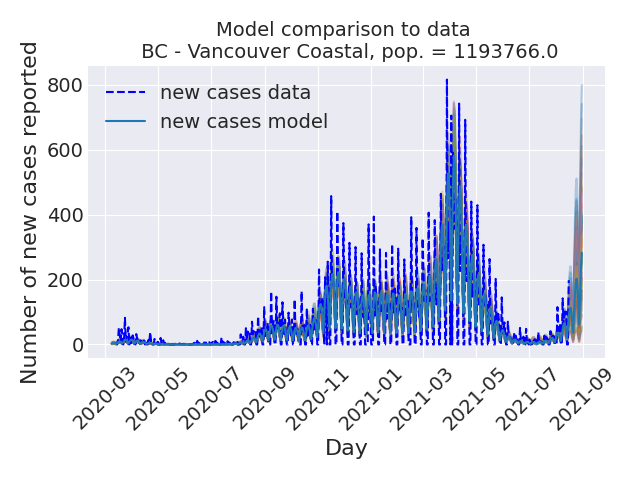 Model comparison to data
BC - Vancouver Coastal, pop. = 1193766.0
Number of new cases reported
800
600
400
200
0
new cases data
new cases model
2020-03
2020-05
2020-07
2020-09
2020-11
2021-01
2021-03
2021-05
2021-07
2021-09
Day